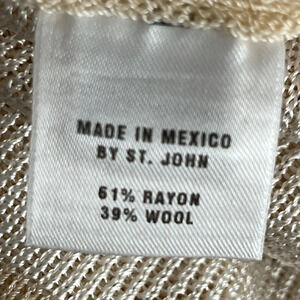 MADE IN MEXICO
BY ST. JOHN
61% RAYON
39% WOOL